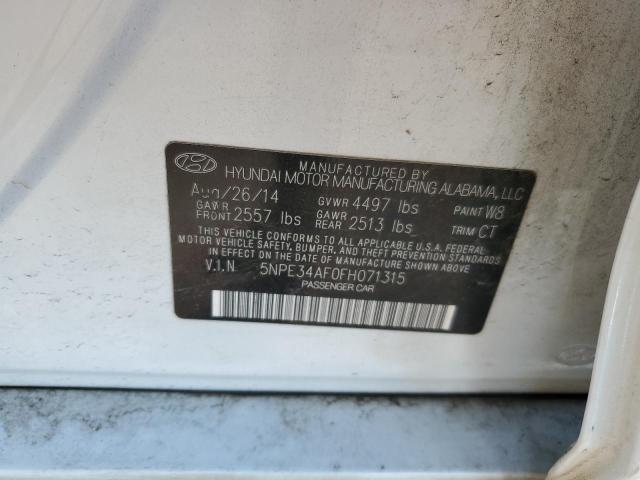 MANUFACTURED BY
HYUNDAI MOTOR MANUFACTURING ALABAMA, LLC
Aug/26/14 GVWR 4497 lbs PAINT W8
GAWR FRONT 2557 lbs GAWR REAR 2513 lbs TRIM CT
THIS VEHICLE CONFORMS TO ALL APPLICABLE U.S.A. FEDERAL
MOTOR VEHICLE SAFETY, BUMPER, AND THEFT PREVENTION STANDARDS
IN EFFECT ON THE DATE OF MANUFACTURE SHOWN ABOVE.
V.I.N. 5NPE34AF0FH071315
PASSENGER CAR